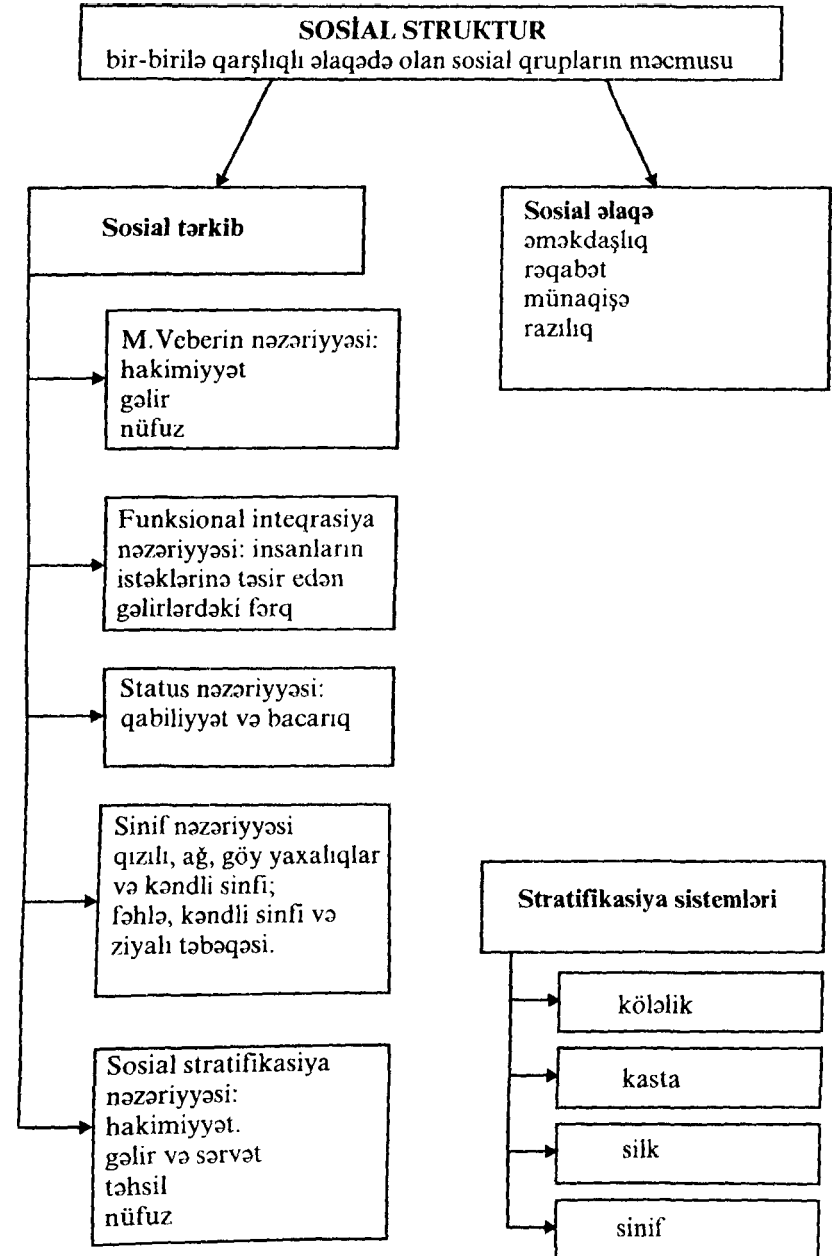 SOSİAL STRUKTUR
bir-birilə qarşlıqlı əlaqədə olan sosial qrupların məcmusu
Sosial tərkib
M.Veberin nəzəriyyəsi:
hakimiyyət
gəlir
nüfuz
Funksional inteqrasiya
nəzəriyyəsi: insanların
istəklərinə təsir edən
gəlirlərdəki fərq
Status nəzəriyyəsi:
qabiliyyət və bacarıq
Sinif nəzəriyyəsi
qızılı, ağ, göy yaxalıqlar
və kəndli sinfi;
fəhlə, kəndli sinfi və
ziyalı təbəqəsi.
Sosial stratifikasiya
nəzəriyyəsi:
hakimiyyət.
gəlir və sərvət
təhsil
nüfuz
Sosial əlaqə
əməkdaşlıq
rəqabət
münaqişə
razılıq
Stratifikasiya sistemləri
köləlik
kasta
silk
sinif